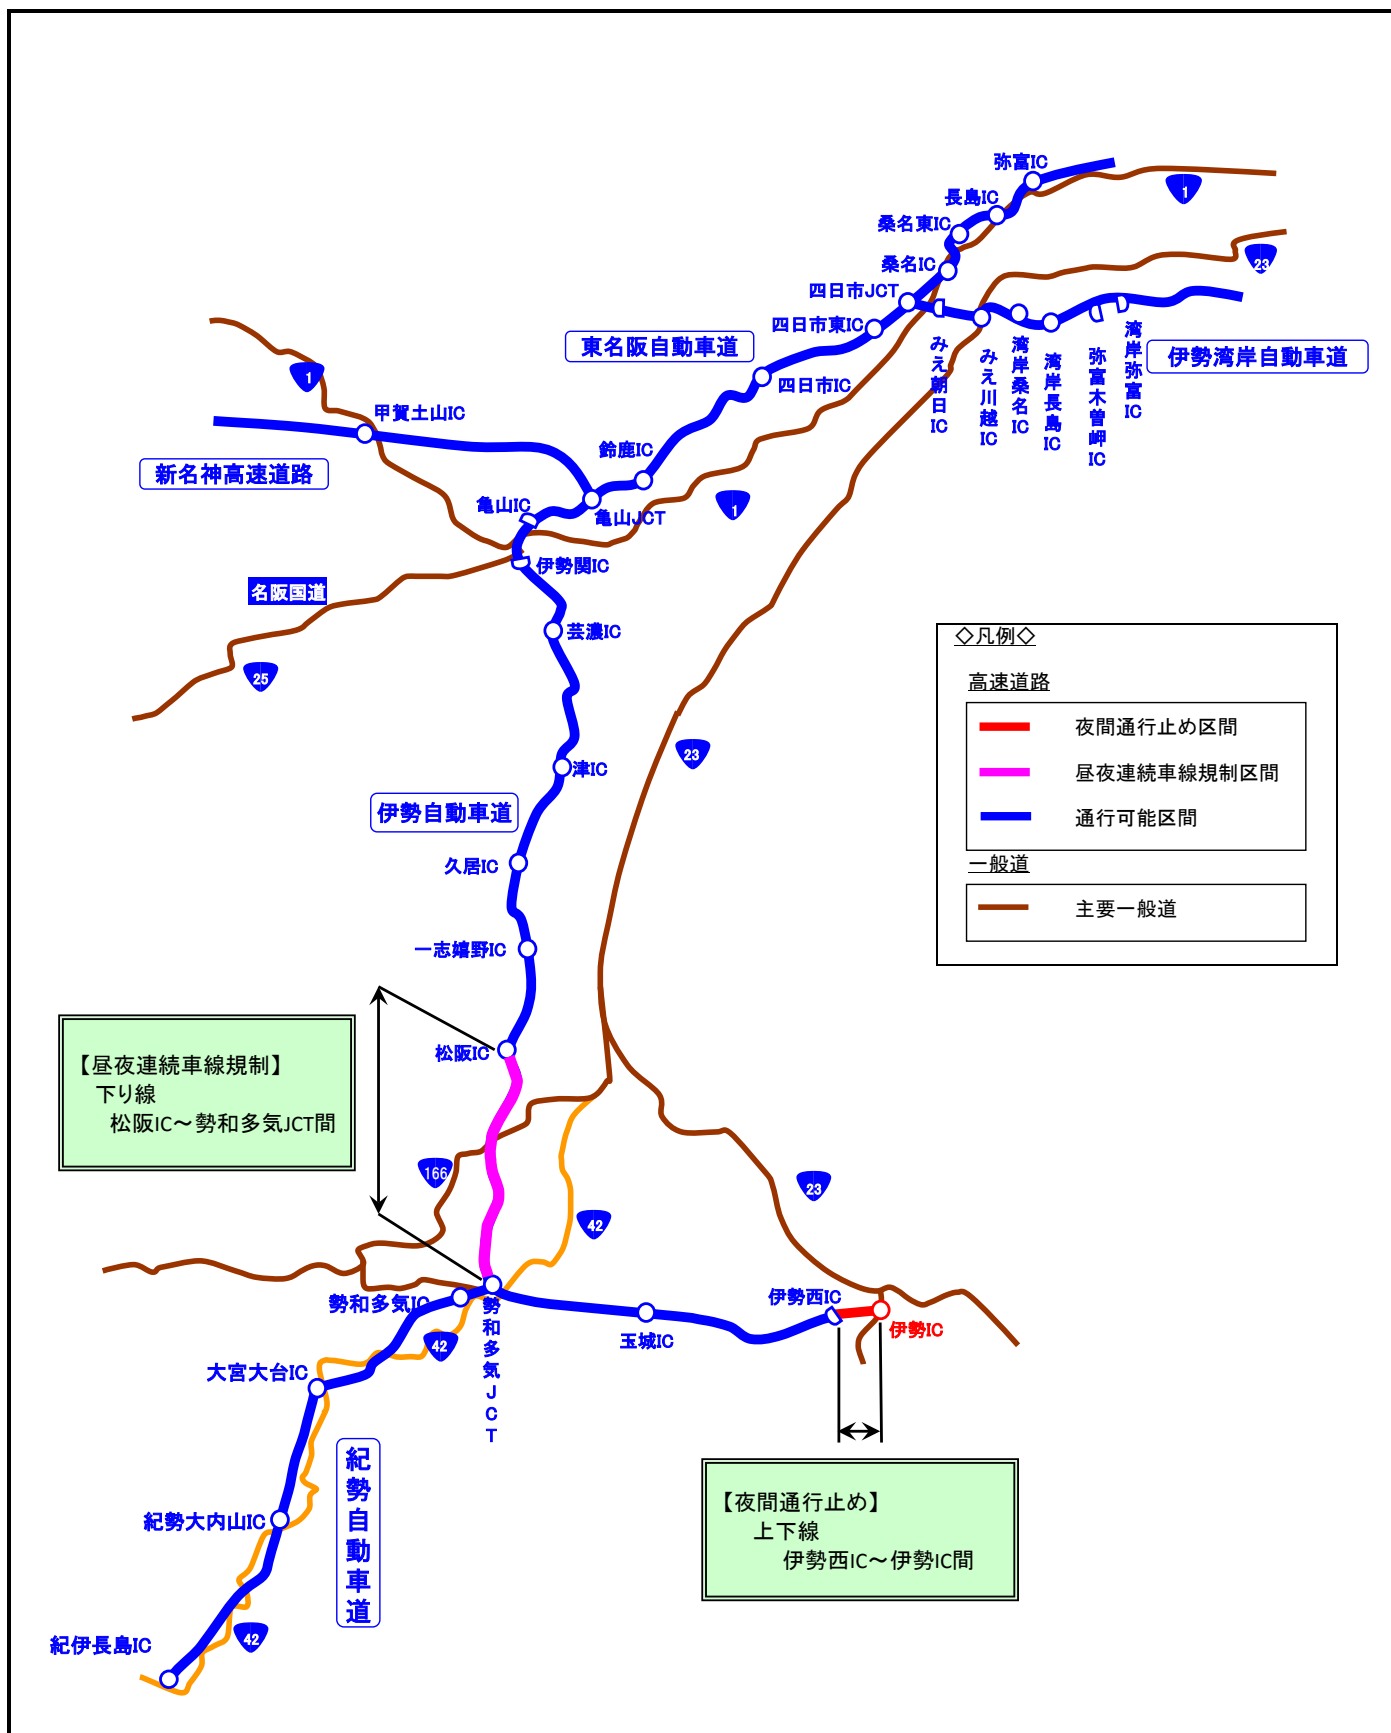 弥富IC
長島IC
1
桑名東IC
23
桑名IC
四日市JCT
四日市東IC
東名阪自動車道
みえ朝日IC
みえ川越IC
湾岸桑名IC
湾岸長島IC
弥富木曽岬IC
湾岸弥富IC
伊勢湾岸自動車道
四日市IC
1
甲賀土山IC
新名神高速道路
鈴鹿IC
亀山IC
亀山JCT
1
伊勢関IC
名阪国道
芸濃IC
25
◇凡例◇
高速道路
夜間通行止め区間
昼夜連続車線規制区間
通行可能区間
一般道
主要一般道
23
津IC
伊勢自動車道
久居IC
一志嬉野IC
松阪IC
【昼夜連続車線規制】
下り線
松阪IC～勢和多気JCT間
166
23
42
勢和多気IC
勢和多気JCT
伊勢西IC
伊勢IC
玉城IC
42
大宮大台IC
紀勢自動車道
【夜間通行止め】
上下線
伊勢西IC～伊勢IC間
紀勢大内山IC
42
紀伊長島IC